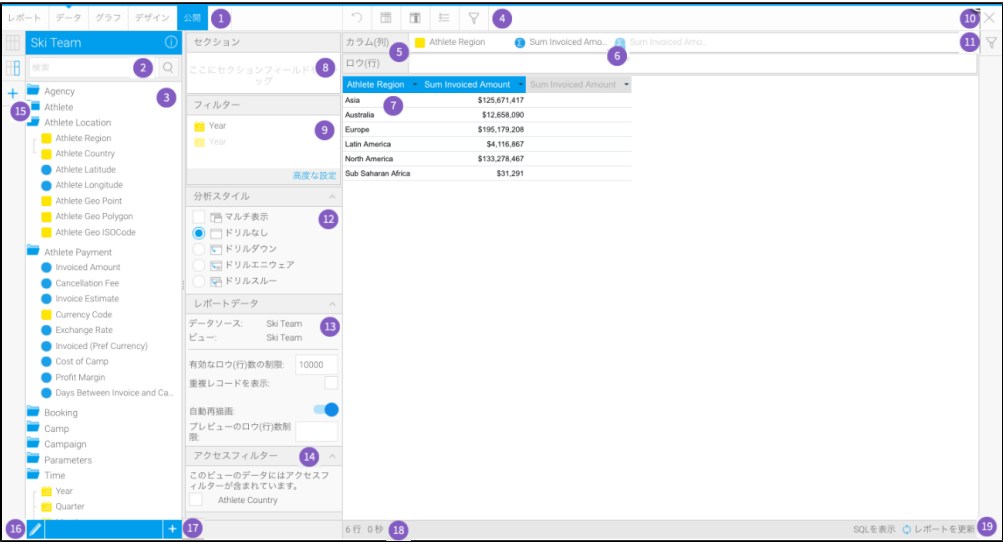 レポート データ グラフ デザイン 公開 1
4
10
Ski Team
検索 2
3
15
Agency
Athlete
Athlete Location
Athlete Region
Athlete Country
Athlete Latitude
Athlete Longitude
Athlete Geo Point
Athlete Geo Polygon
Athlete Geo ISOCode
Athlete Payment
Invoiced Amount
Cancellation Fee
Invoice Estimate
Currency Code
Exchange Rate
Invoiced (Pref Currency)
Cost of Camp
Profit Margin
Days Between Invoice and Ca...
Booking
Camp
Campaign
Parameters
Time
Year
Quarter
16
17
セクション
ここにセクションフィールドを
ッグ
8
フィルター
Year
Year
9
高度な設定
分析スタイル
マルチ表示
12
ドリルなし
ドリルダウン
ドリルエニウェア
ドリルスルー
レポートデータ
データソース: Ski Team
13
ビュー: Ski Team
有効なロウ(行)数の制限: 10000
重複レコードを表示:
自動再描画:
プレビューのロウ(行)数制
限:
アクセスフィルター 14
このビューのデータにはアクセスフ
ィルターが含まれています。
Athlete Country
カラム(列) 5 Athlete Region Σ Sum Invoiced Amo... Σ Sum Invoiced Amo...
6
11
ロウ(行)
Athlete Region Sum Invoiced Amount Sum Invoiced Amount
7
Asia $125,671,417
Australia $12,658,090
Europe $195,179,208
Latin America $4,116,867
North America $133,278,467
Sub Saharan Africa $31,291
6 行 0 秒 18
SQLを表示 レポートを更新 19